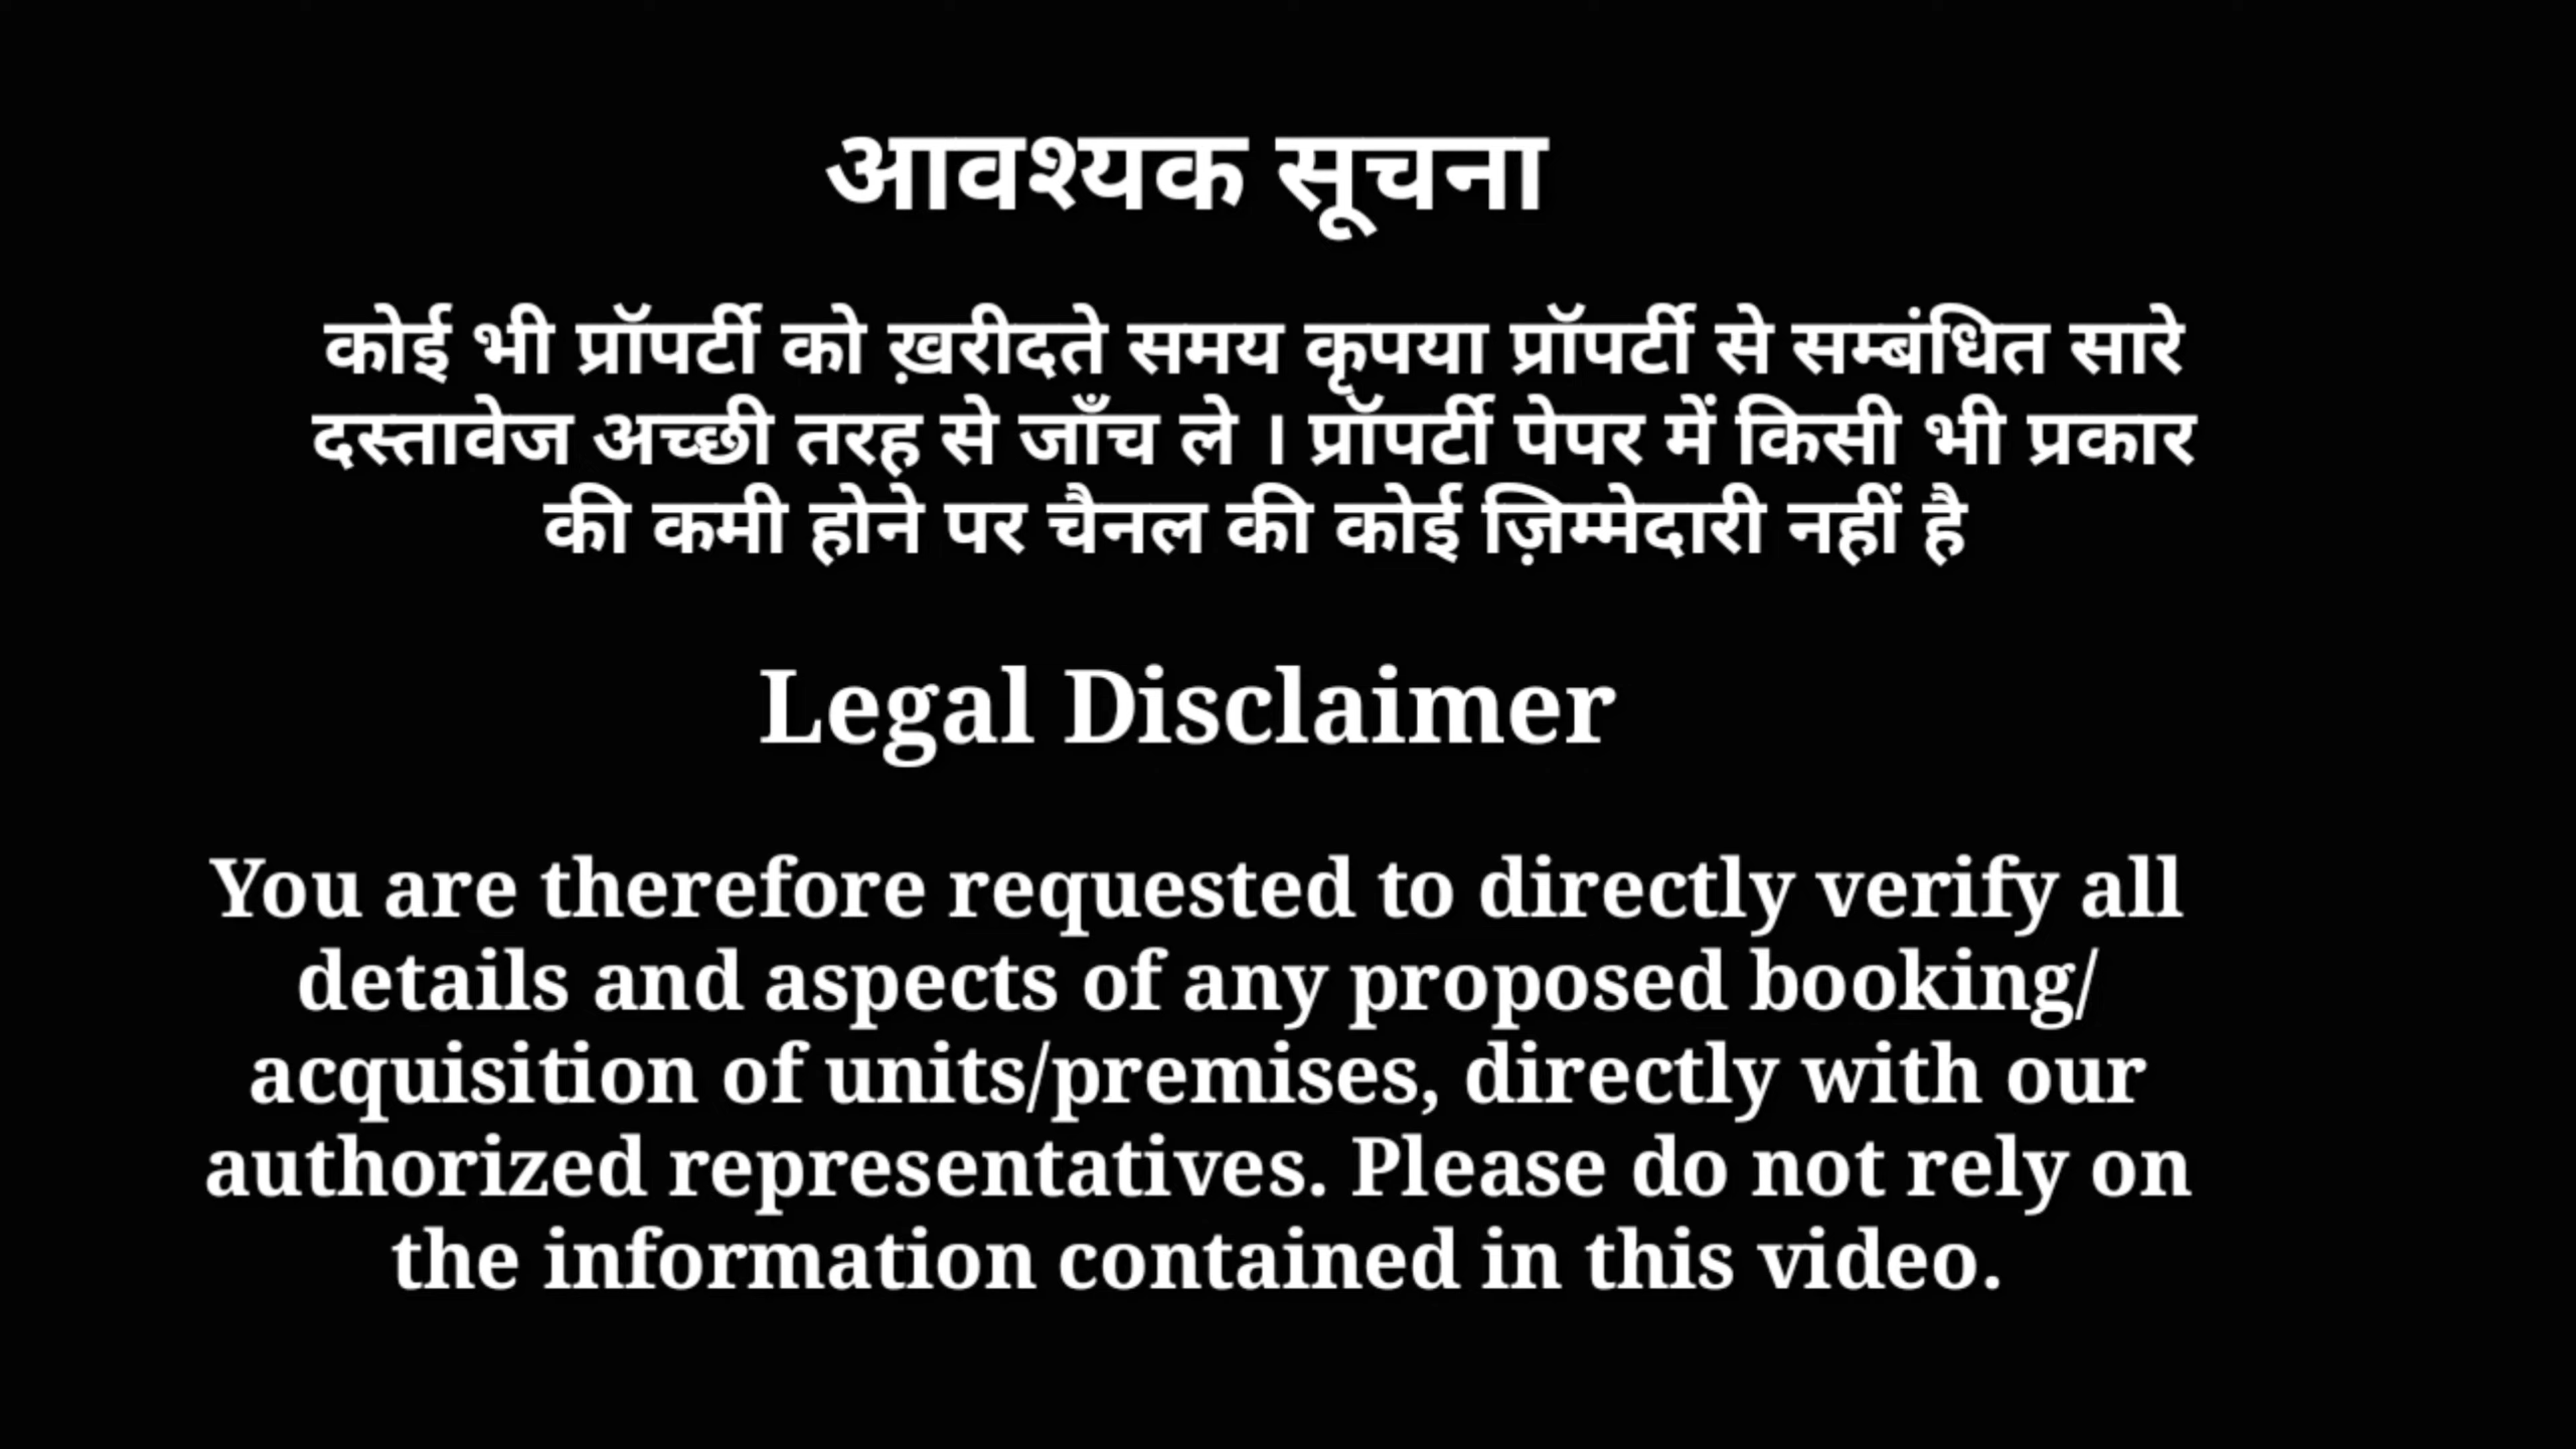 आवश्यक सूचना
कोई भी प्रॉपर्टी को ख़रीदते समय कृपया प्रॉपर्टी से सम्बंधित सारे
दस्तावेज अच्छी तरह से जाँच ले । प्रॉपर्टी पेपर में किसी भी प्रकार
की कमी होने पर चैनल की कोई ज़िम्मेदारी नहीं है
Legal Disclaimer
You are therefore requested to directly verify all
details and aspects of any proposed booking/
acquisition of units/premises, directly with our
authorized representatives. Please do not rely on
the information contained in this video.